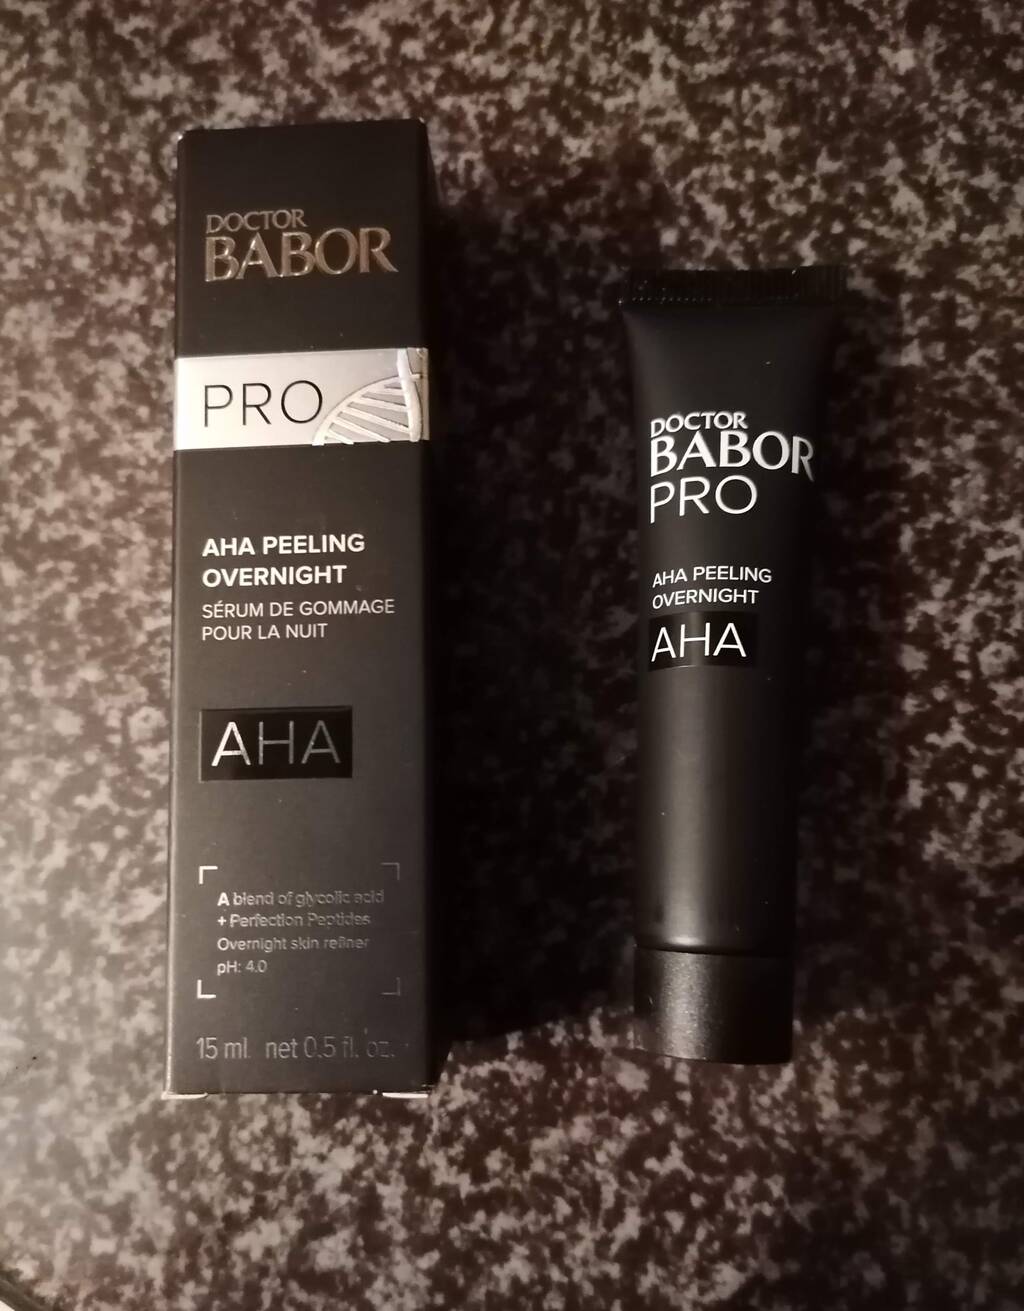 DOCTOR
BABOR
PRO
AHA PEELING
OVERNIGHT
SÉRUM DE GOMMAGE
POUR LA NUIT
AHA
A blend of glycolic acid
+ Perfection Peptides
Overnight skin refiner
pH: 4.0
15 ml net 0.5 fl. oz.
DOCTOR
BABOR
PRO
AHA PEELING
OVERNIGHT
AHA